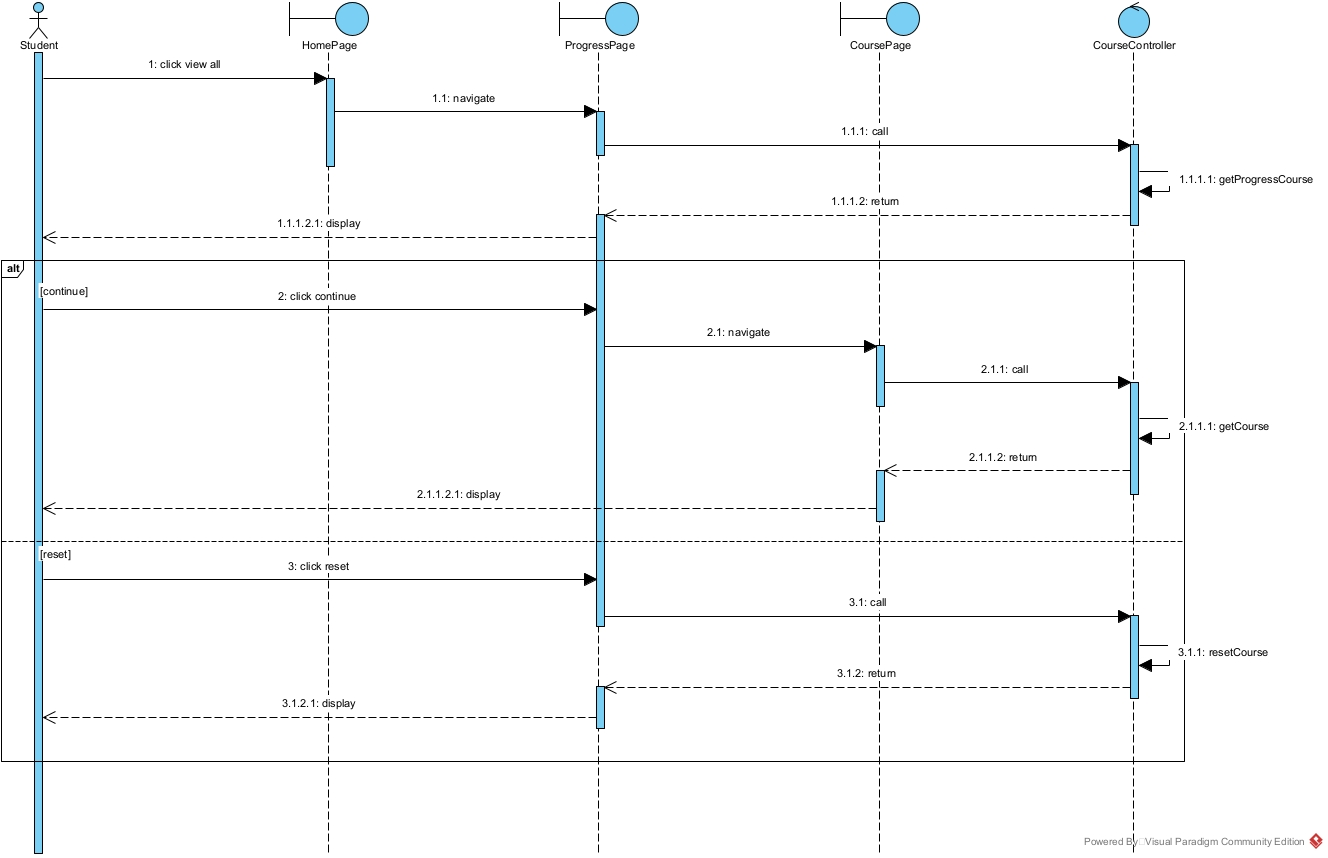 Student
HomePage
ProgressPage
CoursePage
CourseController
1: click view all
1.1: navigate
1.1.1: call
1.1.1.1: getProgressCourse
1.1.1.2: return
1.1.1.2.1: display
alt
[continue]
2: click continue
2.1: navigate
2.1.1: call
2.1.1.1: getCourse
2.1.1.2: return
2.1.1.2.1: display
[reset]
3: click reset
3.1: call
3.1.1: resetCourse
3.1.2: return
3.1.2.1: display
Powered By Visual Paradigm Community Edition